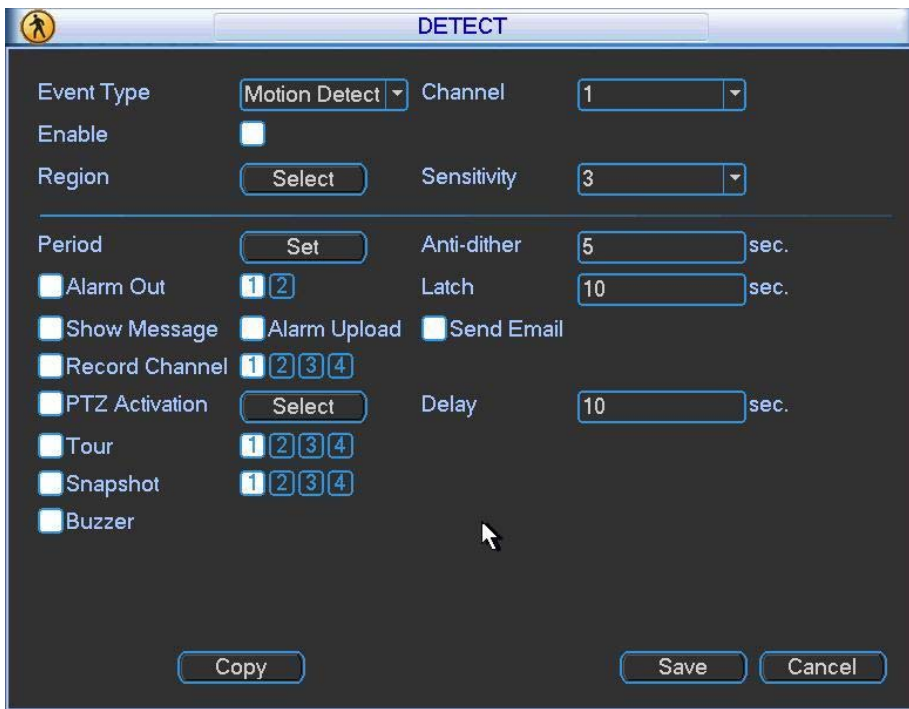 DETECT
Event Type Motion Detect Channel 1
Enable
Region Select Sensitivity 3
Period Set Anti-dither 5 sec.
Alarm Out 1 2 Latch 10 sec.
Show Message Alarm Upload Send Email
Record Channel 1 2 3 4
PTZ Activation Select Delay 10 sec.
Tour 1 2 3 4
Snapshot 1 2 3 4
Buzzer
Copy Save Cancel